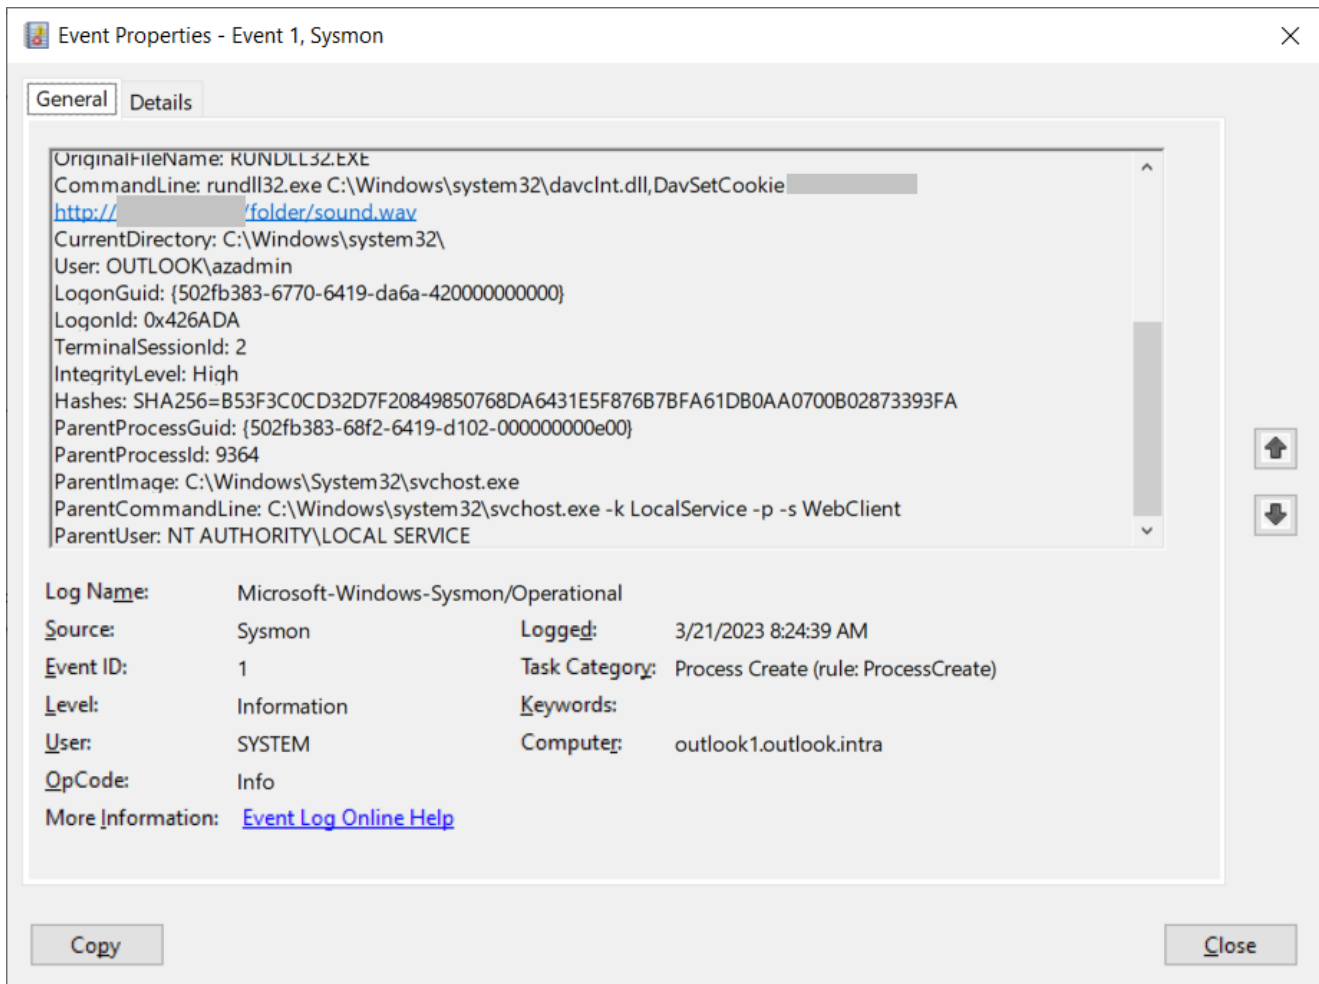 Event Properties - Event 1, Sysmon
General
Details
OriginalFileName: RUNDLL32.EXE
CommandLine: rundll32.exe C:\Windows\system32\davclnt.dll,DavSetCookie
http:// /folder/sound.wav
CurrentDirectory: C:\Windows\system32\
User: OUTLOOK\azadmin
LogonGuid: {502fb383-6770-6419-da6a-420000000000}
LogonId: 0x426ADA
TerminalSessionId: 2
IntegrityLevel: High
Hashes: SHA256=B53F3C0CD32D7F20849850768DA6431E5F876B7BFA61DB0AA0700B02873393FA
ParentProcessGuid: {502fb383-68f2-6419-d102-000000000e00}
ParentProcessId: 9364
ParentImage: C:\Windows\System32\svchost.exe
ParentCommandLine: C:\Windows\system32\svchost.exe -k LocalService -p -s WebClient
ParentUser: NT AUTHORITY\LOCAL SERVICE
Log Name: Microsoft-Windows-Sysmon/Operational
Source: Sysmon Logged: 3/21/2023 8:24:39 AM
Event ID: 1 Task Category: Process Create (rule: ProcessCreate)
Level: Information Keywords:
User: SYSTEM Computer: outlook1.outlook.intra
OpCode: Info
More Information: Event Log Online Help
Copy
Close